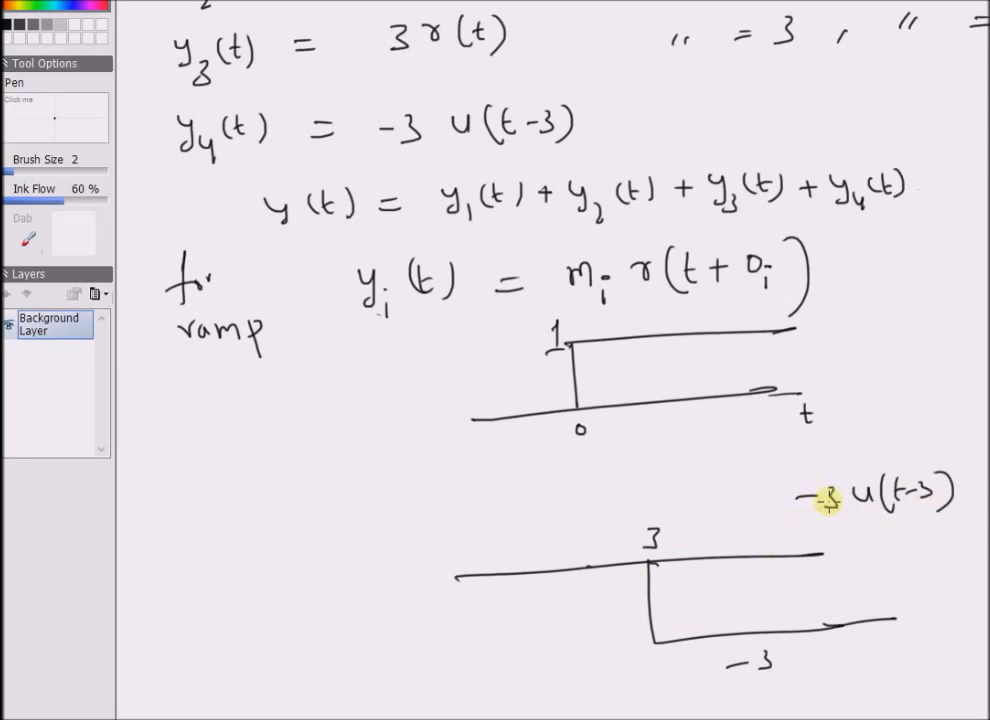 y₃(t) = 3 r(t) " = 3 , " =
Tool Options
Pen
Click me
y₄(t) = -3 u(t-3)
Brush Size 2
Ink Flow 60 %
y(t) = y₁(t) + y₂(t) + y₃(t) + y₄(t)
Dab
Layers
for yᵢ(t) = mᵢ r(t + Oᵢ)
ramp
Background
Layer
1
t
0
-3 u(t-3)
3
-3